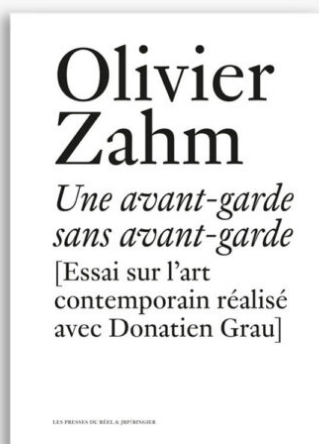 Olivier
Zahm
Une avant-garde
sans avant-garde
[Essai sur l’art
contemporain réalisé
avec Donatien Grau]
LES PRESSES DU RÉEL & JRP|RINGIER